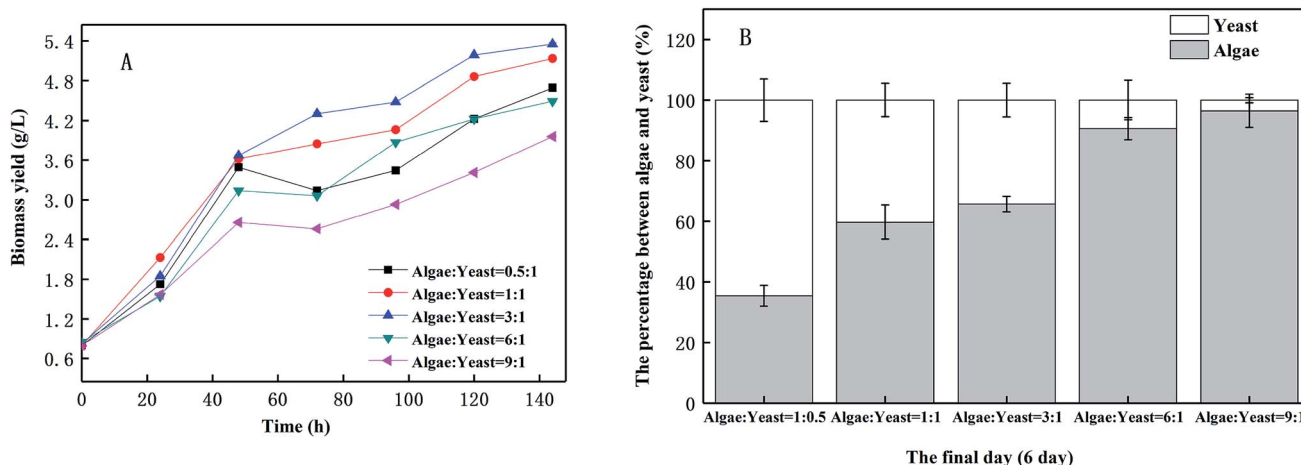 A
Biomass yield (g/L)
5.4
4.8
4.2
3.6
3.0
2.4
1.8
1.2
0.6
Algae:Yeast=0.5:1
Algae:Yeast=1:1
Algae:Yeast=3:1
Algae:Yeast=6:1
Algae:Yeast=9:1
0 20 40 60 80 100 120 140
Time (h)
B
Yeast
Algae
The percentage between algae and yeast (%)
120
100
80
60
40
20
0
Algae:Yeast=1:0.5 Algae:Yeast=1:1 Algae:Yeast=3:1 Algae:Yeast=6:1 Algae:Yeast=9:1
The final day (6 day)